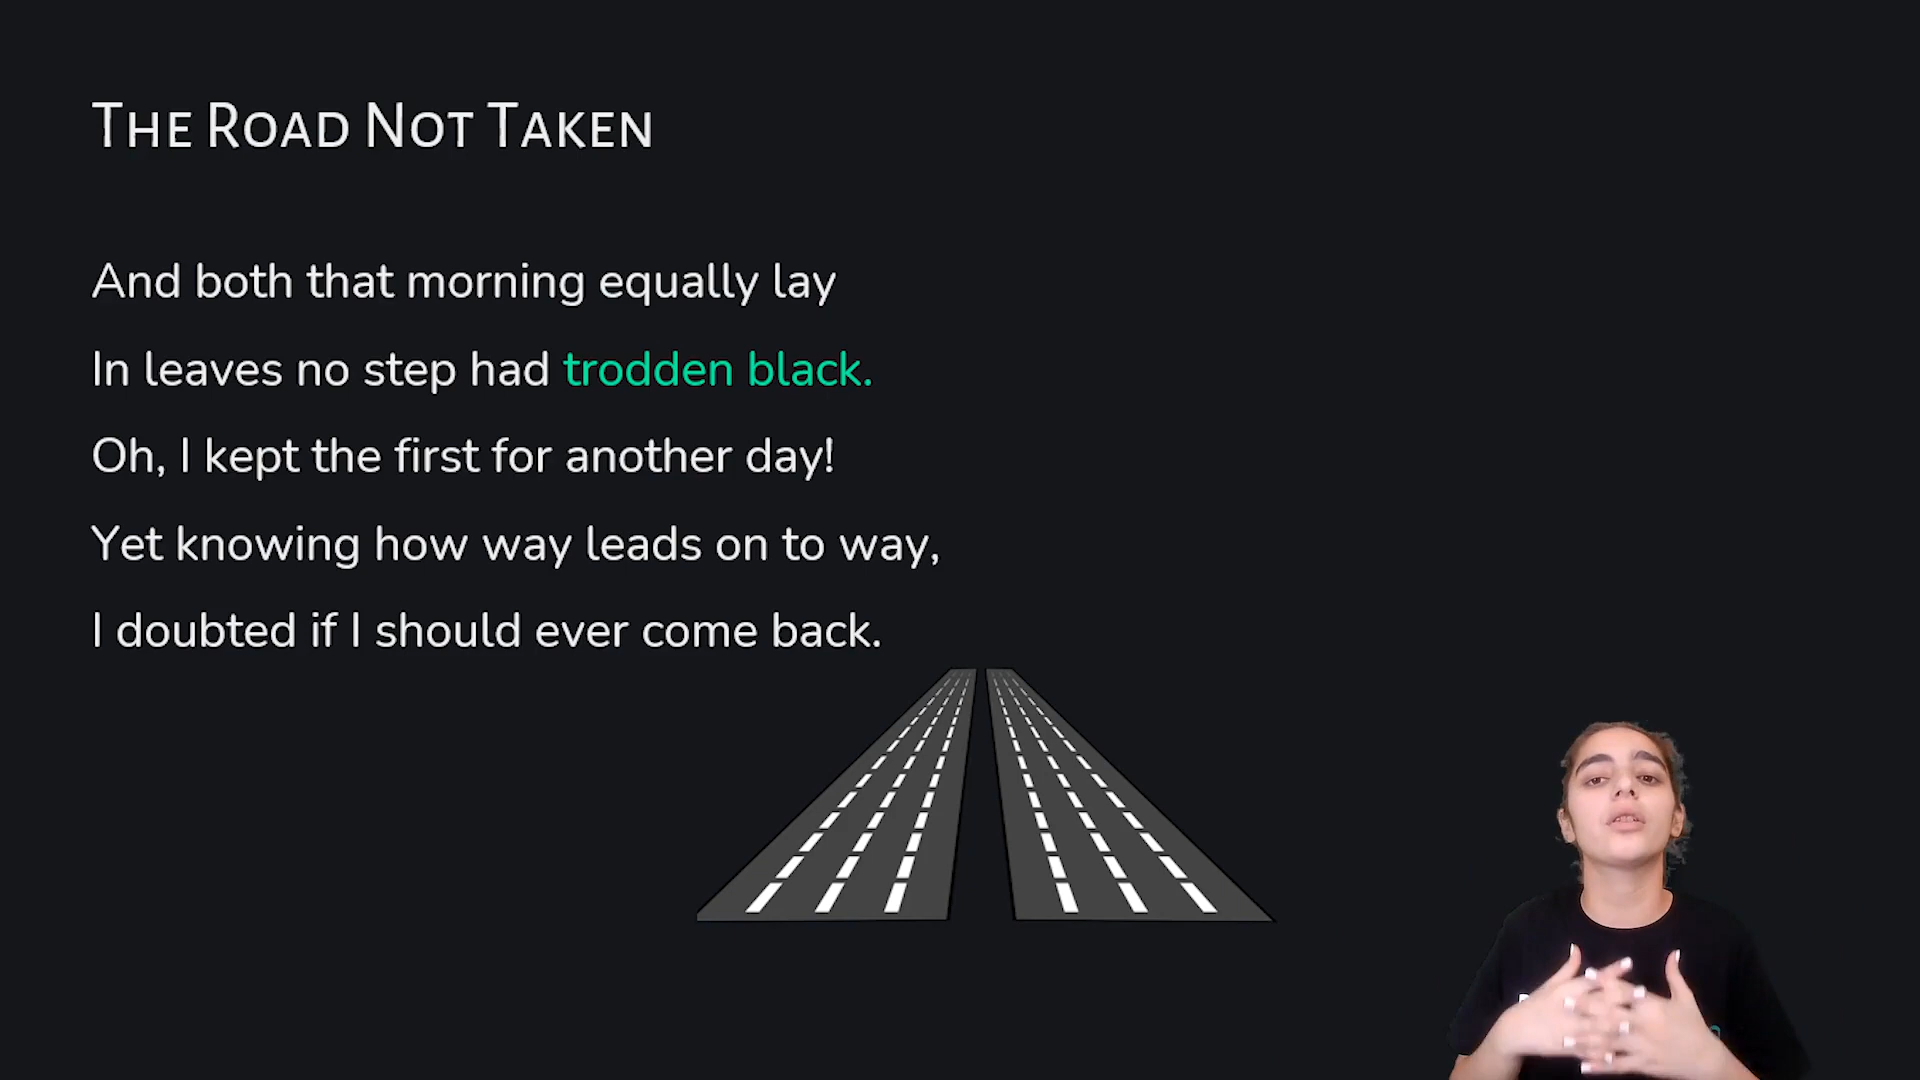 The Road Not Taken
And both that morning equally lay
In leaves no step had trodden black.
Oh, I kept the first for another day!
Yet knowing how way leads on to way,
I doubted if I should ever come back.